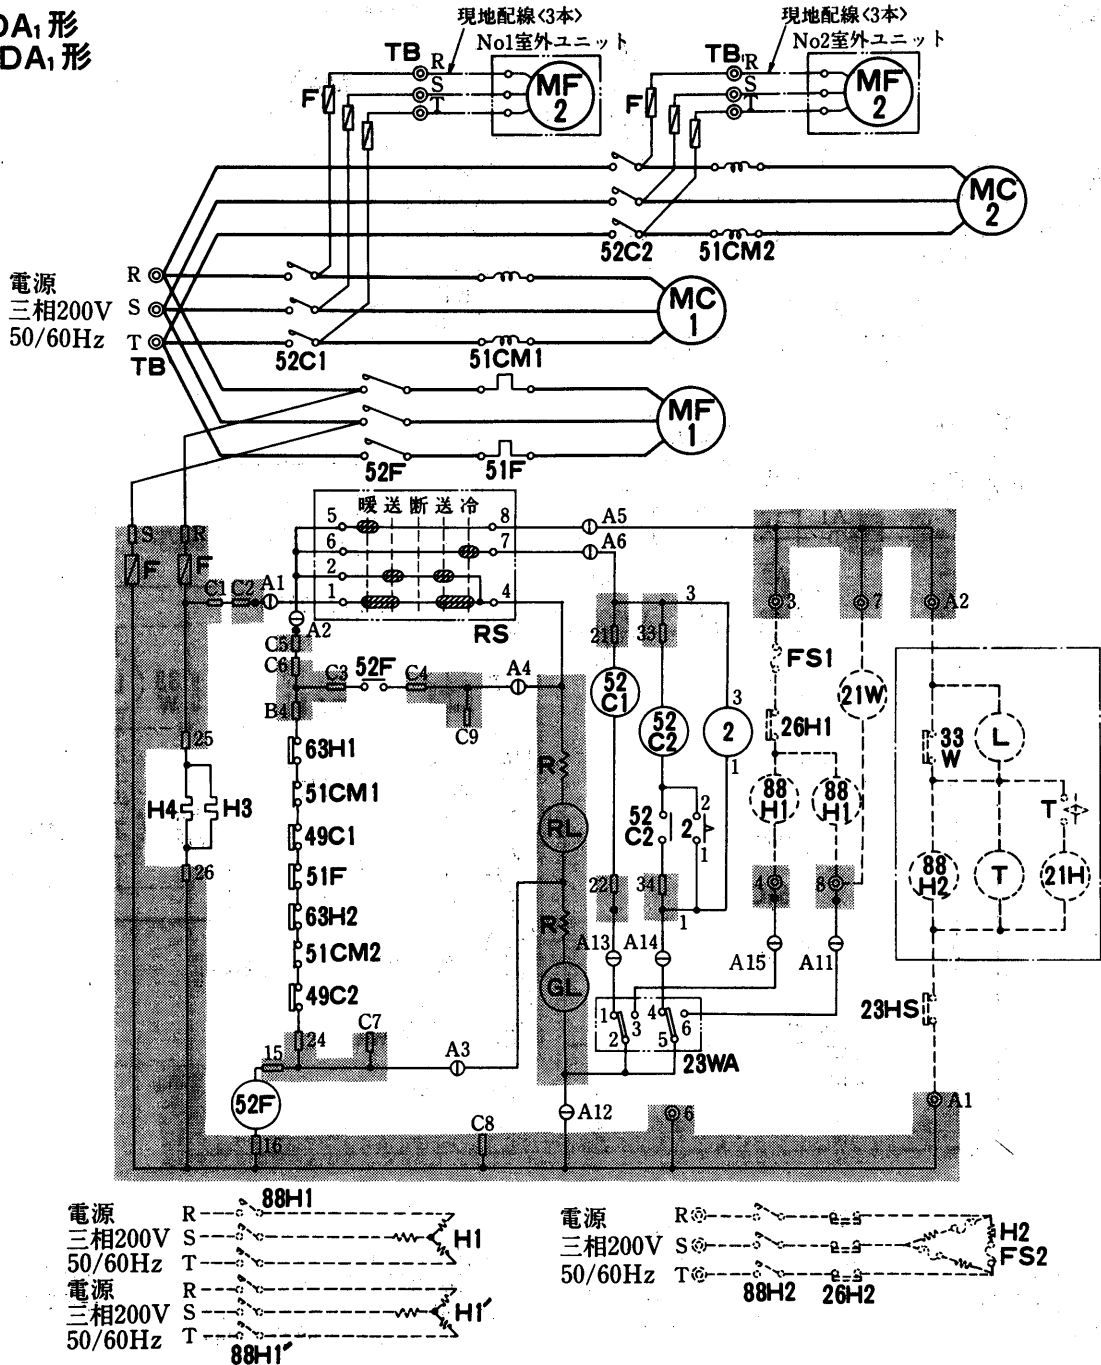 DA₁形
DA₁形
現地配線<3本>
No1室外ユニット
TB R
S
T
F
MF
2
現地配線<3本>
No2室外ユニット
TB R
S
T
F
MF
2
MC
2
52C2
51CM2
電源
三相200V
50/60Hz
R
S
T
TB
52C1
51CM1
MC
1
52F
51F
MF
1
暖 送 断 送 冷
5
6
2
1
8
7
4
RS
A5
A6
S
R
F
F
C1
C2
A1
A2
C5
C6
C3
52F
C4
A4
C9
B4
63H1
51CM1
49C1
51F
63H2
51CM2
49C2
24
C7
15
A3
52F
16
25
H4
H3
26
R
RL
R
GL
A12
C8
6
21
33
3
52
C1
52
C2
3
2
1
52
C2
2
2
1
22
34
1
A13
A14
1
2
3
4
5
6
23WA
3
7
A2
FS1
26H1
21W
88
H1
88
H1
4
8
A15
A11
33
W
L
T
88
H2
T
21H
23HS
A1
88H1
電源
三相200V
50/60Hz
R
S
T
H1
電源
三相200V
50/60Hz
R
S
T
H1′
88H1′
電源
三相200V
50/60Hz
R
S
T
88H2
26H2
H2
FS2